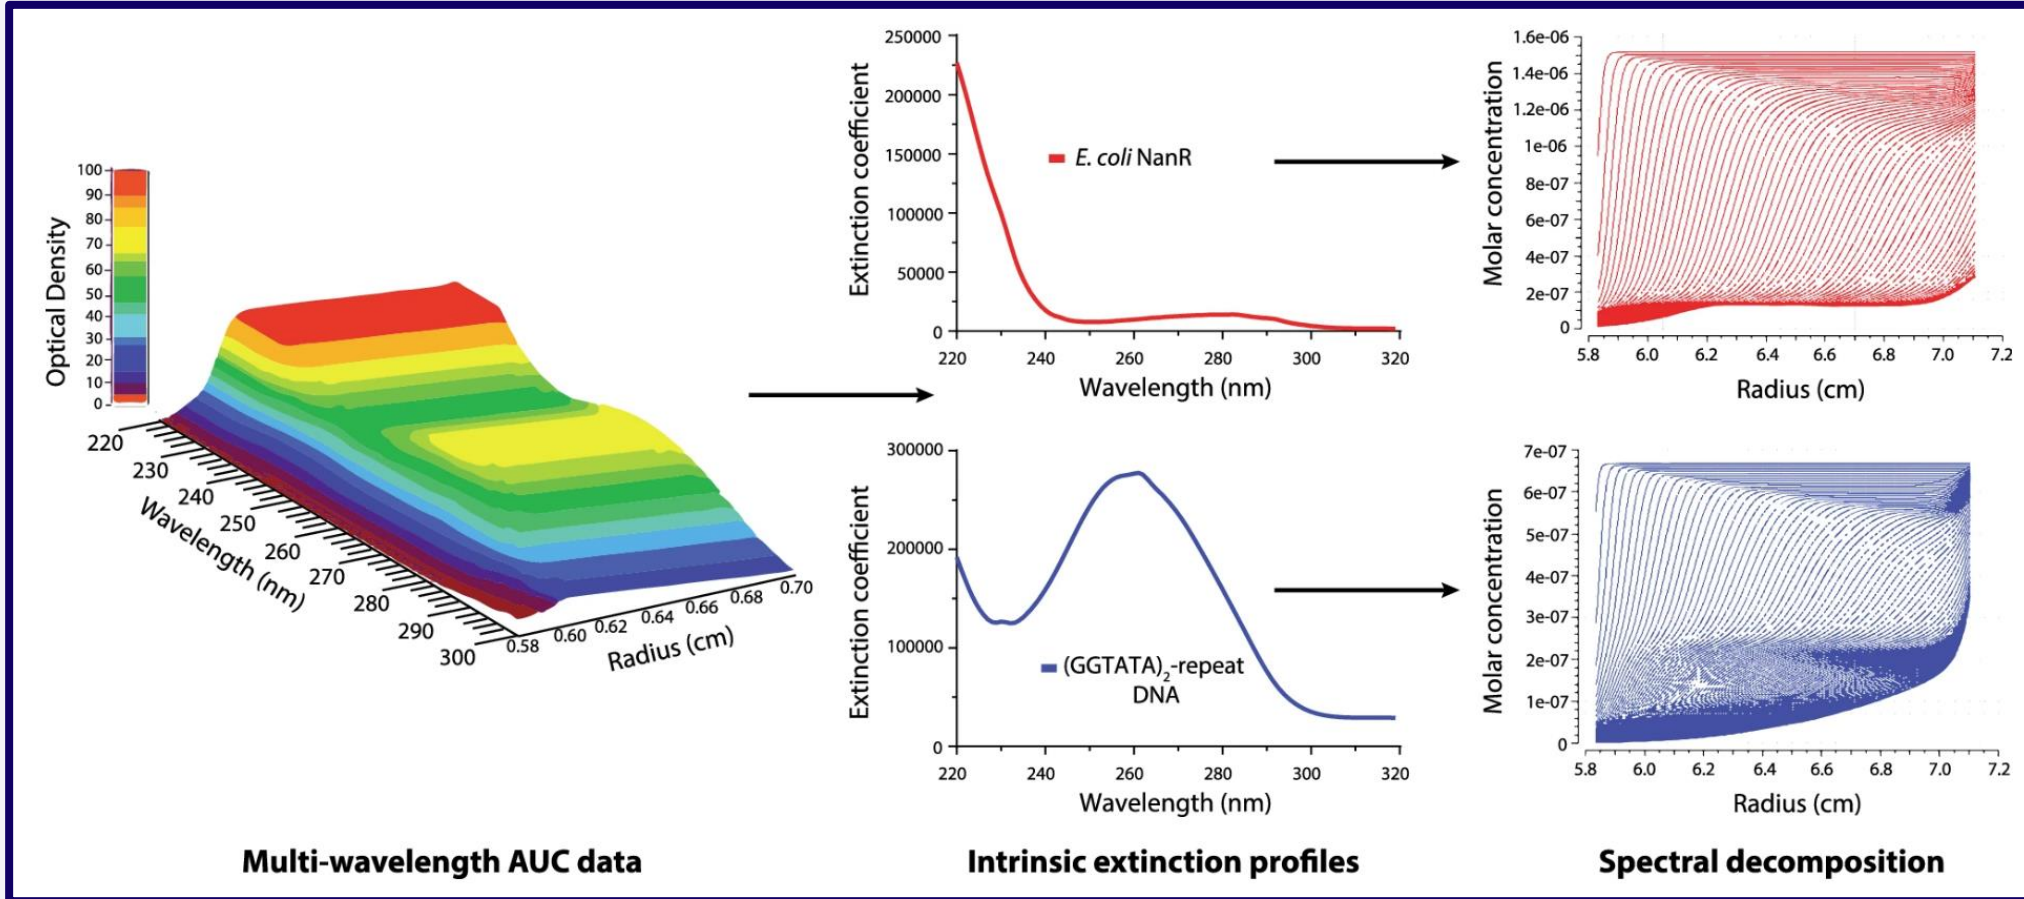 Optical Density
100
90
80
70
60
50
40
30
20
10
0
220
230
240
250
260
270
280
290
300
Wavelength (nm)
0.58
0.60
0.62
0.64
0.66
0.68
0.70
Radius (cm)
Multi-wavelength AUC data
Extinction coefficient
250000
200000
150000
100000
50000
0
E. coli NanR
220 240 260 280 300 320
Wavelength (nm)
Extinction coefficient
300000
200000
100000
0
(GGTATA)₂-repeat
DNA
220 240 260 280 300 320
Wavelength (nm)
Intrinsic extinction profiles
Molar concentration
1.6e-06
1.4e-06
1.2e-06
1e-06
8e-07
6e-07
4e-07
2e-07
0
5.8 6.0 6.2 6.4 6.6 6.8 7.0 7.2
Radius (cm)
Molar concentration
7e-07
6e-07
5e-07
4e-07
3e-07
2e-07
1e-07
0
5.8 6.0 6.2 6.4 6.6 6.8 7.0 7.2
Radius (cm)
Spectral decomposition